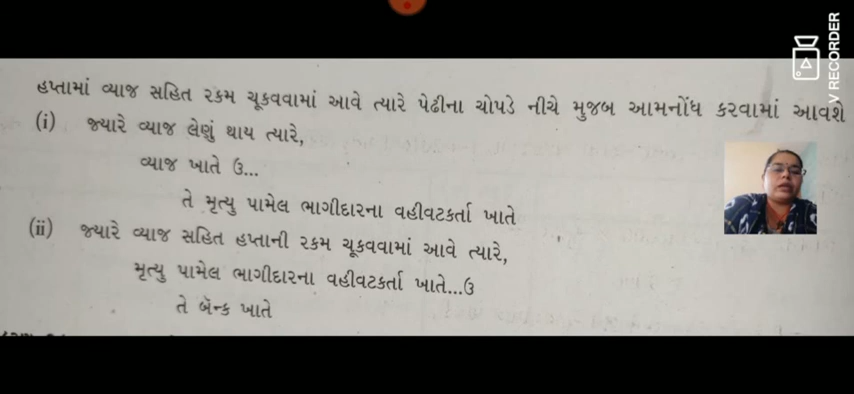 હપ્તામાં વ્યાજ સહિત રકમ ચૂકવવામાં આવે ત્યારે પેઢીના ચોપડે નીચે મુજબ આમનોંધ કરવામાં આવશે
(i) જ્યારે વ્યાજ લેણું થાય ત્યારે,
વ્યાજ ખાતે ઉ...
તે મૃત્યુ પામેલ ભાગીદારના વહીવટકર્તા ખાતે
(ii) જ્યારે વ્યાજ સહિત હપ્તાની રકમ ચૂકવવામાં આવે ત્યારે,
મૃત્યુ પામેલ ભાગીદારના વહીવટકર્તા ખાતે...ઉ
તે બૅન્ક ખાતે
V RECORDER